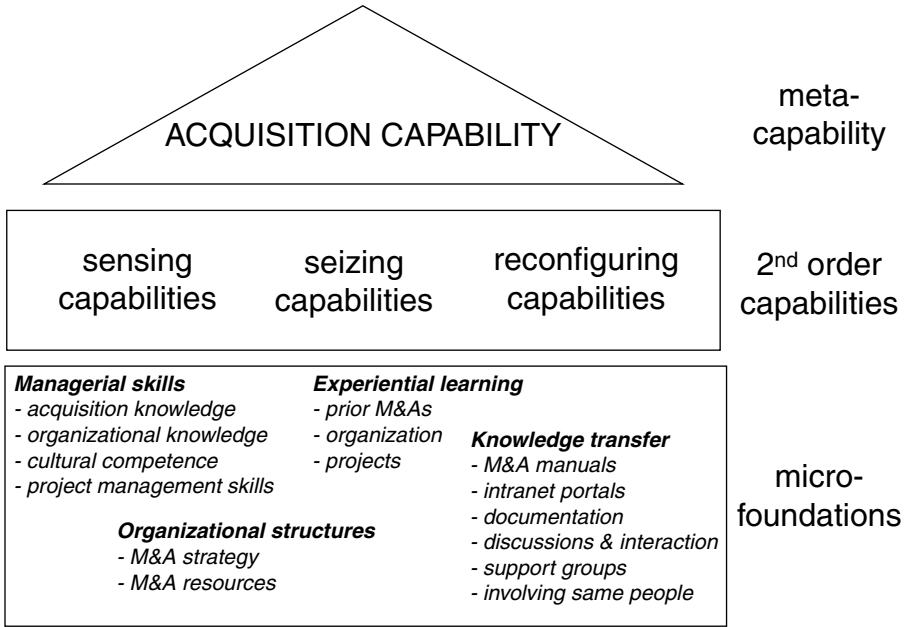 ACQUISITION CAPABILITY
meta-
capability
sensing
capabilities
seizing
capabilities
reconfiguring
capabilities
2nd order
capabilities
Managerial skills
- acquisition knowledge
- organizational knowledge
- cultural competence
- project management skills
Experiential learning
- prior M&As
- organization
- projects
Knowledge transfer
- M&A manuals
- intranet portals
- documentation
- discussions & interaction
- support groups
- involving same people
Organizational structures
- M&A strategy
- M&A resources
micro-
foundations